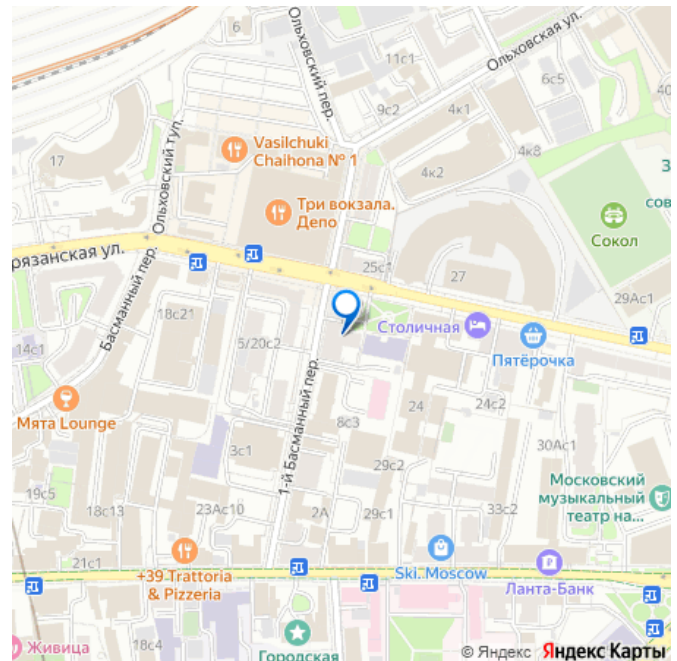 6
11с1
Ольховская ул.
6с5
40
Ольховский пер.
9с2
4к1
Vasilchuki
Chaihona № 1
17
Ольховский туп.
4к8
4к2
З
сов
Три вокзала.
Депо
Сокол
рязанская ул.
25с1
27
29Ас1
Басманный пер.
18с21
Столичная
14с1
5/20с2
Пятёрочка
1-й Басманный пер.
Мята Lounge
8с3
24
24с2
3с1
30Ас1
29с2
Московский
музыкальный
театр на...
19с5
18с13
23Ас10
2А
29с1
33с2
21с1
+39 Trattoria
& Pizzeria
Ski. Moscow
Ланта-Банк
Живица
18с4
Городская
© Яндекс Яндекс Карты